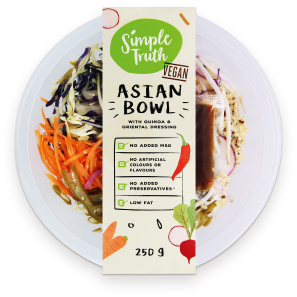 Simple
Truth
VEGAN
ASIAN
BOWL
WITH QUINOA &
ORIENTAL DRESSING
NO ADDED MSG
NO ARTIFICIAL
COLOURS OR
FLAVOURS
NO ADDED
PRESERVATIVES*
LOW FAT
250 g